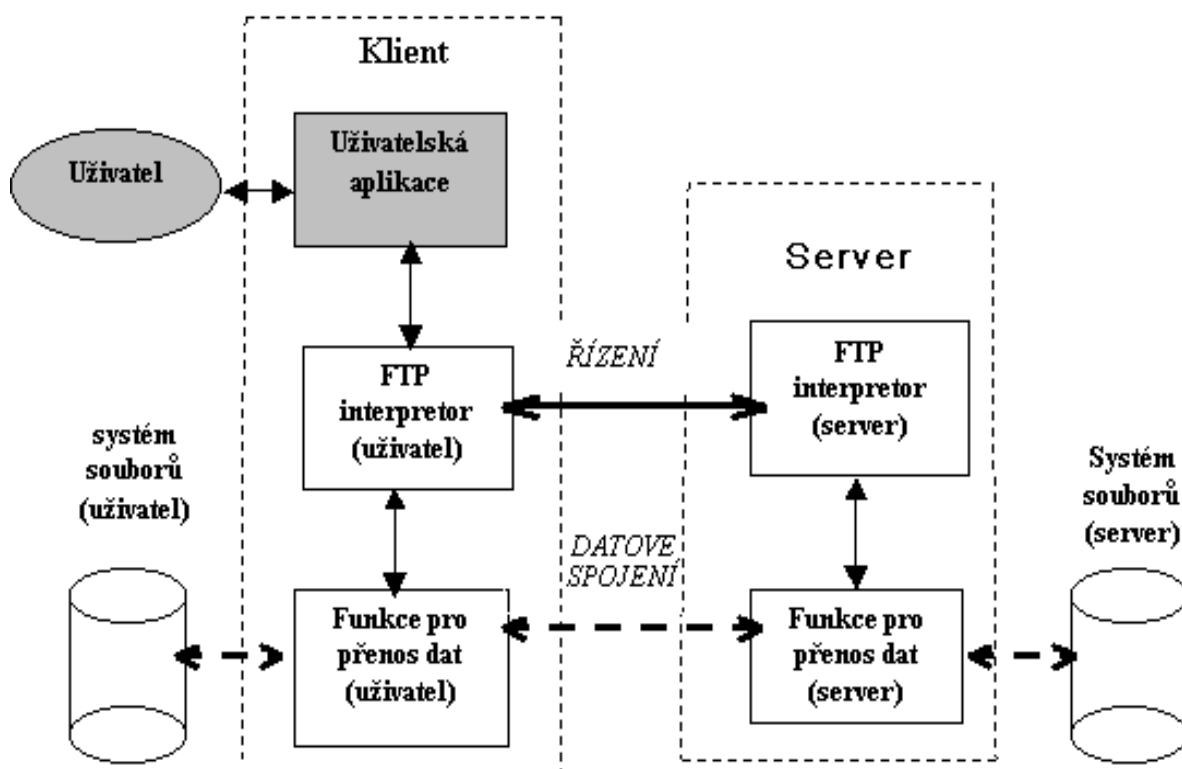 Klient
Uživatel
Uživatelská
aplikace
Server
ŘÍZENÍ
FTP
interpretor
(uživatel)
FTP
interpretor
(server)
systém
souborů
(uživatel)
Systém
souborů
(server)
DATOVE
SPOJENÍ
Funkce pro
přenos dat
(uživatel)
Funkce pro
přenos dat
(server)